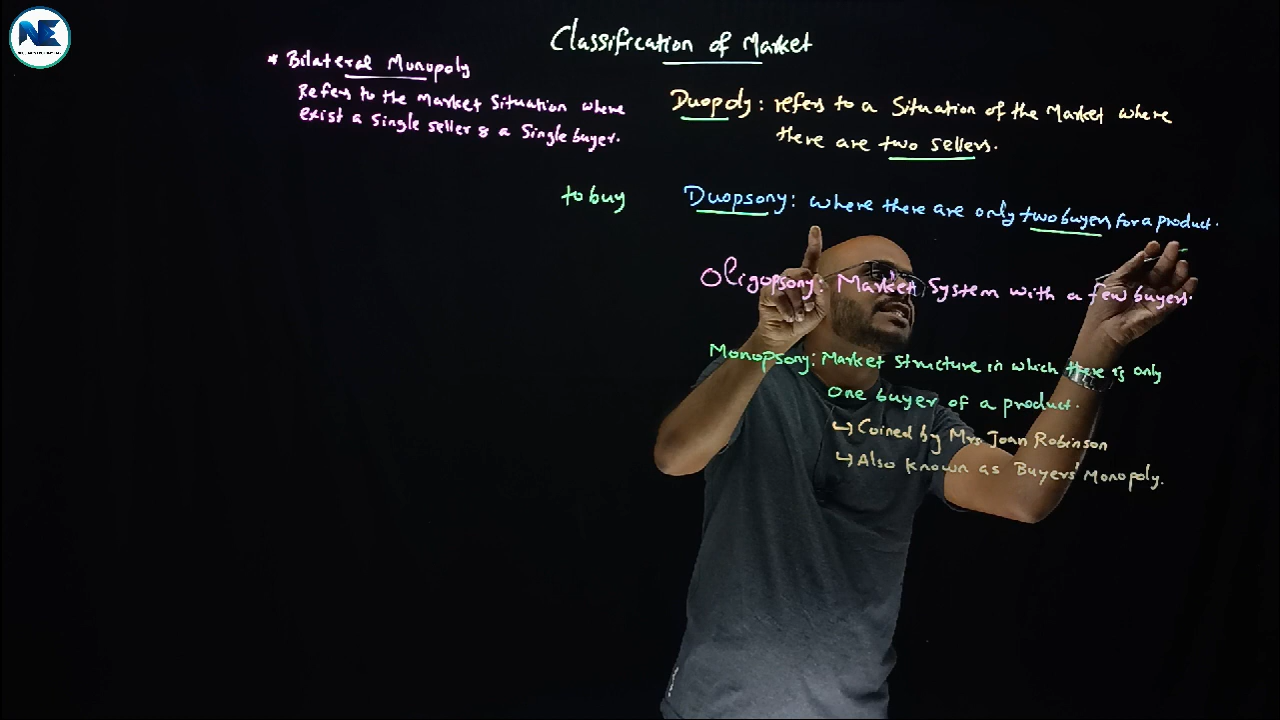 NE
Classification of Market
* Bilateral Monopoly
Refers to the Market Situation where
exist a Single seller & a Single buyer.
Duopoly: refers to a Situation of the Market where
there are two sellers.
to buy
Duopsony: where there are only two buyers for a product.
Oligopsony: Market System with a few buyers.
Monopsony: Market Structure in which there is only
One buyer of a product.
↳ Coined by Mrs Joan Robinson
↳ Also known as Buyers' Monopoly.